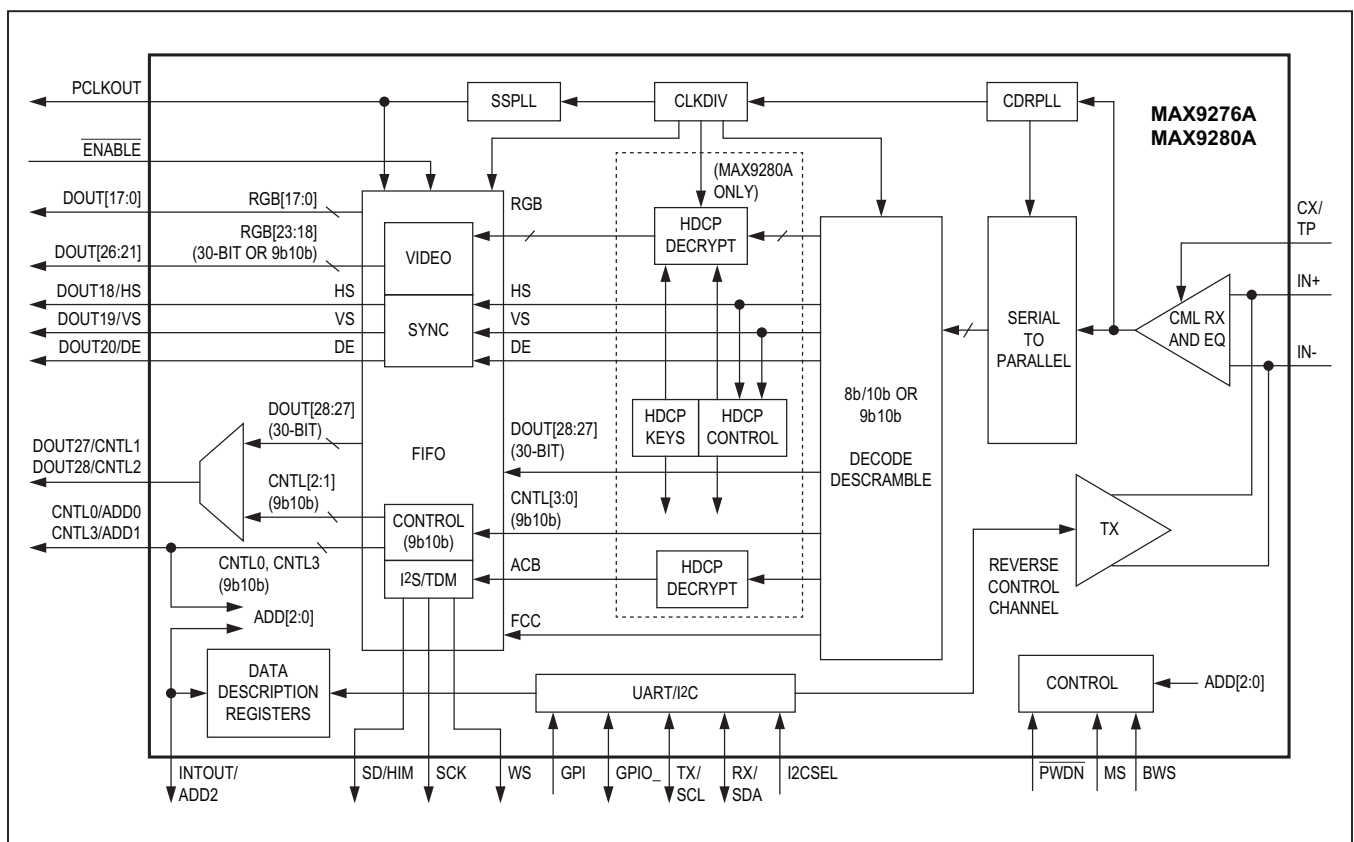 PCLKOUT
SSPLL
CLKDIV
CDRPLL
MAX9276A
MAX9280A
ENABLE
(MAX9280A
ONLY)
DOUT[17:0]
RGB[17:0]
RGB
HDCP
DECRYPT
CX/
TP
RGB[23:18]
(30-BIT OR 9b10b)
VIDEO
DOUT[26:21]
IN+
DOUT18/HS
HS
HS
SERIAL
TO
PARALLEL
CML RX
AND EQ
DOUT19/VS
VS
SYNC
VS
DOUT20/DE
DE
DE
IN-
8b/10b OR
9b10b
DECODE
DESCRAMBLE
DOUT[28:27]
(30-BIT)
HDCP
KEYS
HDCP
CONTROL
DOUT27/CNTL1
DOUT28/CNTL2
FIFO
DOUT[28:27]
(30-BIT)
CNTL[2:1]
(9b10b)
CNTL[3:0]
(9b10b)
CNTL0/ADD0
CNTL3/ADD1
CONTROL
(9b10b)
TX
CNTL0, CNTL3
(9b10b)
I2S/TDM
ACB
HDCP
DECRYPT
REVERSE
CONTROL
CHANNEL
ADD[2:0]
FCC
DATA
DESCRIPTION
REGISTERS
UART/I2C
CONTROL
ADD[2:0]
INTOUT/
ADD2
SD/HIM
SCK
WS
GPI
GPIO_
TX/
SCL
RX/
SDA
I2CSEL
PWDN
MS
BWS